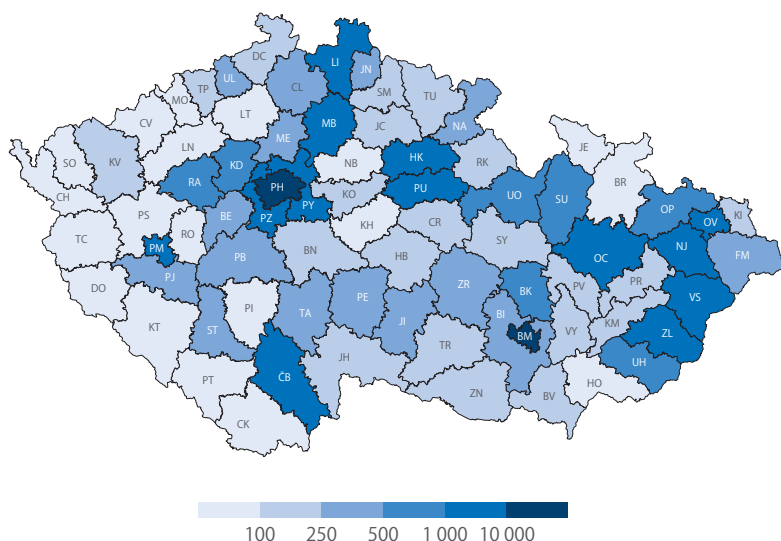 DC
LI
UL
JN
TP
CL
SM
TU
MO
LT
MB
CV
JC
NA
ME
LN
JE
SO
KV
KD
NB
HK
RK
RA
PH
BR
CH
KO
PU
UO
SU
OP
PY
PS
BE
PZ
OV
KI
RO
KH
CR
TC
PM
SY
NJ
BN
HB
OC
FM
PB
PJ
DO
ZR
BK
PV
PR
PE
VS
PI
TA
BI
KT
ST
JI
BM
VY
KM
ZL
TR
JH
UH
ČB
PT
HO
ZN
BV
CK
100 250 500 1 000 10 000